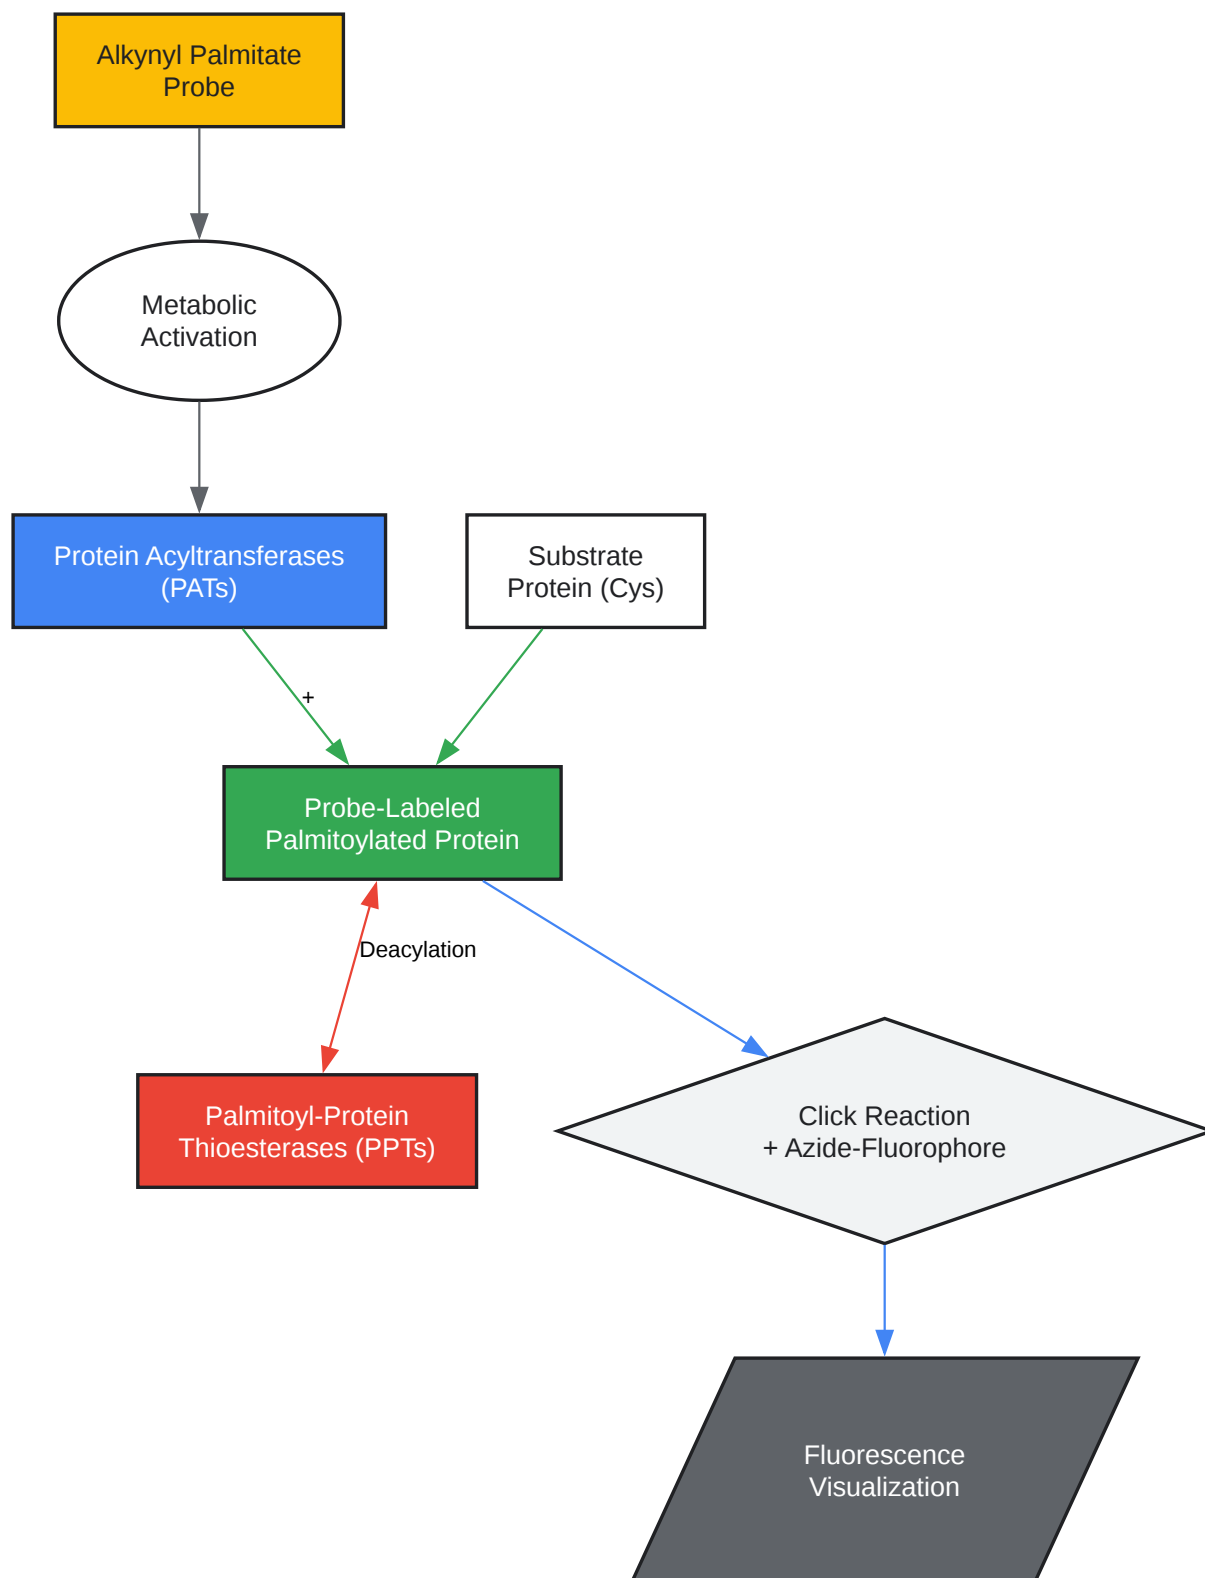 Alkynyl Palmitate
Probe
Metabolic
Activation
Protein Acyltransferases
(PATs)
Substrate
Protein (Cys)
+
Probe-Labeled
Palmitoylated Protein
Deacylation
Palmitoyl-Protein
Thioesterases (PPTs)
Click Reaction
+ Azide-Fluorophore
Fluorescence
Visualization